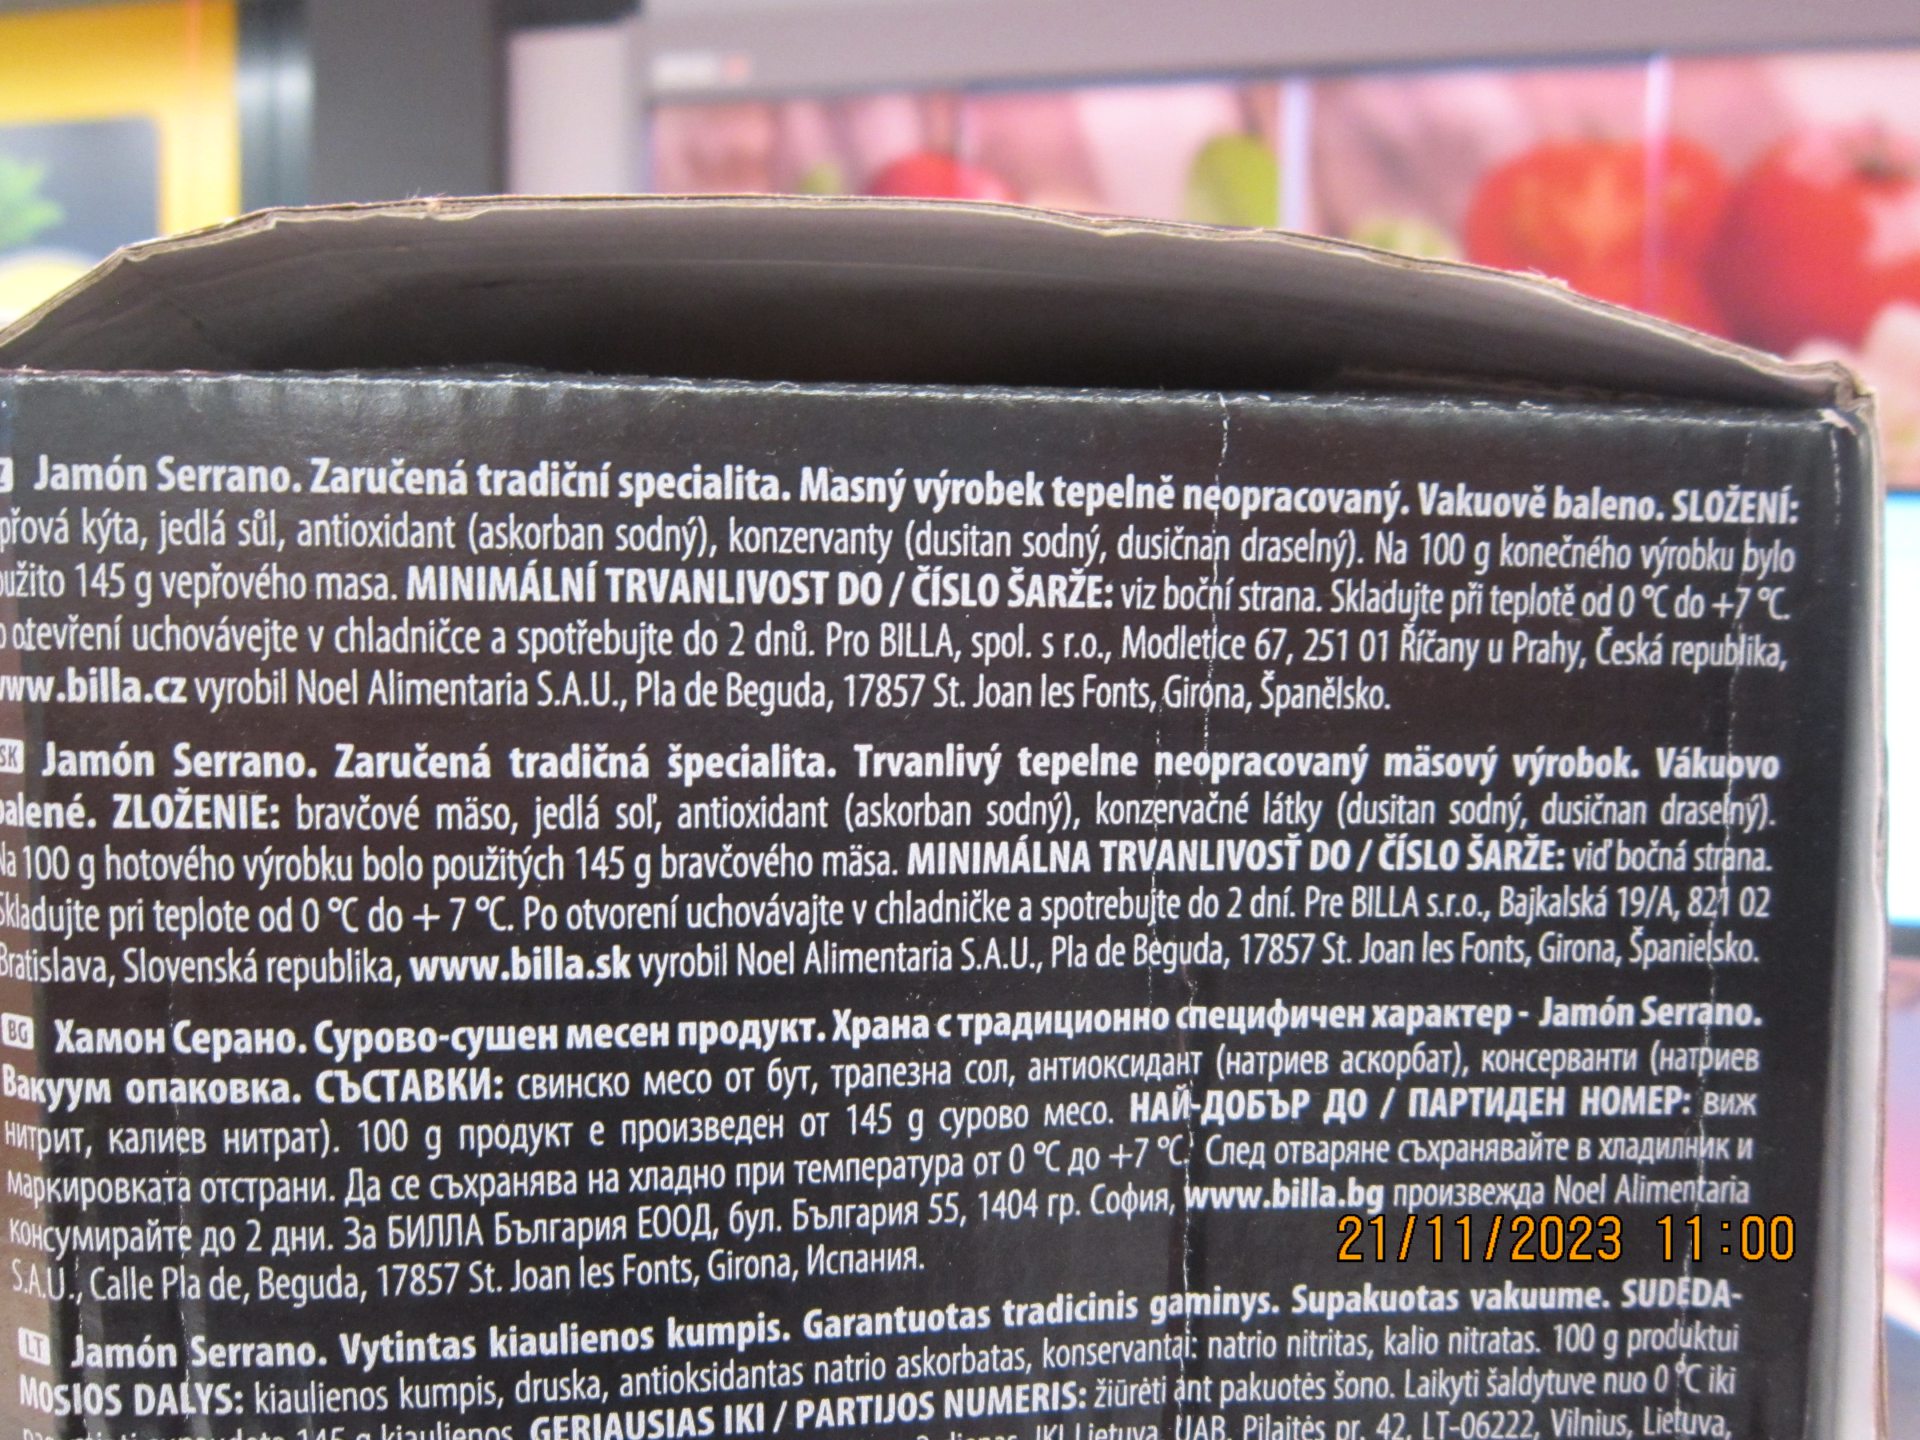 Jamón Serrano. Zaručená tradiční specialita. Masný výrobek tepelně neopracovaný. Vakuově baleno. SLOŽENÍ:
kýta, jedlá sůl, antioxidant (askorban sodný), konzervanty (dusitan sodný, dusičnan draselný). Na 100 g konečného výrobku bylo
145 g vepřového masa. MINIMÁLNÍ TRVANLIVOST DO / ČÍSLO ŠARŽE: viz boční strana. Skladujte při teplotě od 0 °C do +7 °C.
otevření uchovávejte v chladničce a spotřebujte do 2 dnů. Pro BILLA, spol. s r.o., Modletice 67, 251 01 Říčany u Prahy, Česká republika,
www.billa.cz vyrobil Noel Alimentaria S.A.U., Pla de Beguda, 17857 St. Joan les Fonts, Girona, Španělsko.
SK Jamón Serrano. Zaručená tradičná špecialita. Trvanlivý tepelne neopracovaný mäsový výrobok. Vákuovo
balené. ZLOŽENIE: bravčové mäso, jedlá soľ, antioxidant (askorban sodný), konzervačné látky (dusitan sodný, dusičnan draselný).
Na 100 g hotového výrobku bolo použitých 145 g bravčového mäsa. MINIMÁLNA TRVANLIVOSŤ DO / ČÍSLO ŠARŽE: viď bočná strana.
Skladujte pri teplote od 0 °C do + 7 °C. Po otvorení uchovávajte v chladničke a spotrebujte do 2 dní. Pre BILLA s.r.o., Bajkalská 19/A, 821 02
Bratislava, Slovenská republika, www.billa.sk vyrobil Noel Alimentaria S.A.U., Pla de Beguda, 17857 St. Joan les Fonts, Girona, Španielsko.
BG Хамон Серано. Сурово-сушен месен продукт. Храна с традиционно специфичен характер - Jamón Serrano.
Вакуум опаковка. СЪСТАВКИ: свинско месо от бут, трапезна сол, антиоксидант (натриев аскорбат), консерванти (натриев
нитрит, калиев нитрат). 100 g продукт е произведен от 145 g сурово месо. НАЙ-ДОБЪР ДО / ПАРТИДЕН НОМЕР: виж
маркировката отстрани. Да се съхранява на хладно при температура от 0 °C до +7 °C. След отваряне съхранявайте в хладилник и
консумирайте до 2 дни. За БИЛЛА България ЕООД, бул. България 55, 1404 гр. София, www.billa.bg произвежда Noel Alimentaria
S.A.U., Calle Pla de, Beguda, 17857 St. Joan les Fonts, Girona, Испания.
LT Jamón Serrano. Vytintas kiaulienos kumpis. Garantuotas tradicinis gaminys. Supakuotas vakuume. SUDĖDA-
MOSIOS DALYS: kiaulienos kumpis, druska, antioksidantas natrio askorbatas, konservantai: natrio nitritas, kalio nitratas. 100 g produktui
145 g kiaulienos. GERIAUSIAS IKI / PARTIJOS NUMERIS: žiūrėti ant pakuotės šono. Laikyti šaldytuve nuo 0 °C iki
IKI Lietuva, UAB, Pilaitės pr. 42, LT-06222, Vilnius, Lietuva,
21/11/2023 11:00